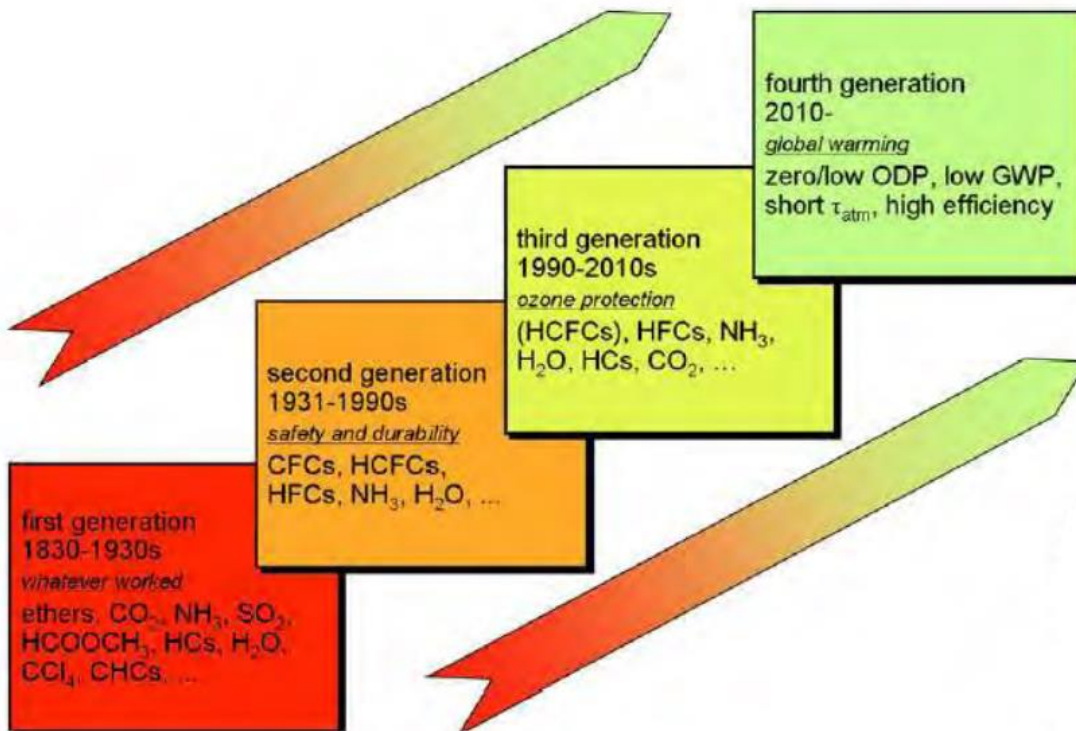 first generation
1830-1930s
whatever worked
ethers, CO₂, NH₃, SO₂,
HCOOCH₃, HCs, H₂O,
CCl₄, CHCs, ...
second generation
1931-1990s
safety and durability
CFCs, HCFCs,
HFCs, NH₃, H₂O, ...
third generation
1990-2010s
ozone protection
(HCFCs), HFCs, NH₃,
H₂O, HCs, CO₂, ...
fourth generation
2010-
global warming
zero/low ODP, low GWP,
short τatm, high efficiency